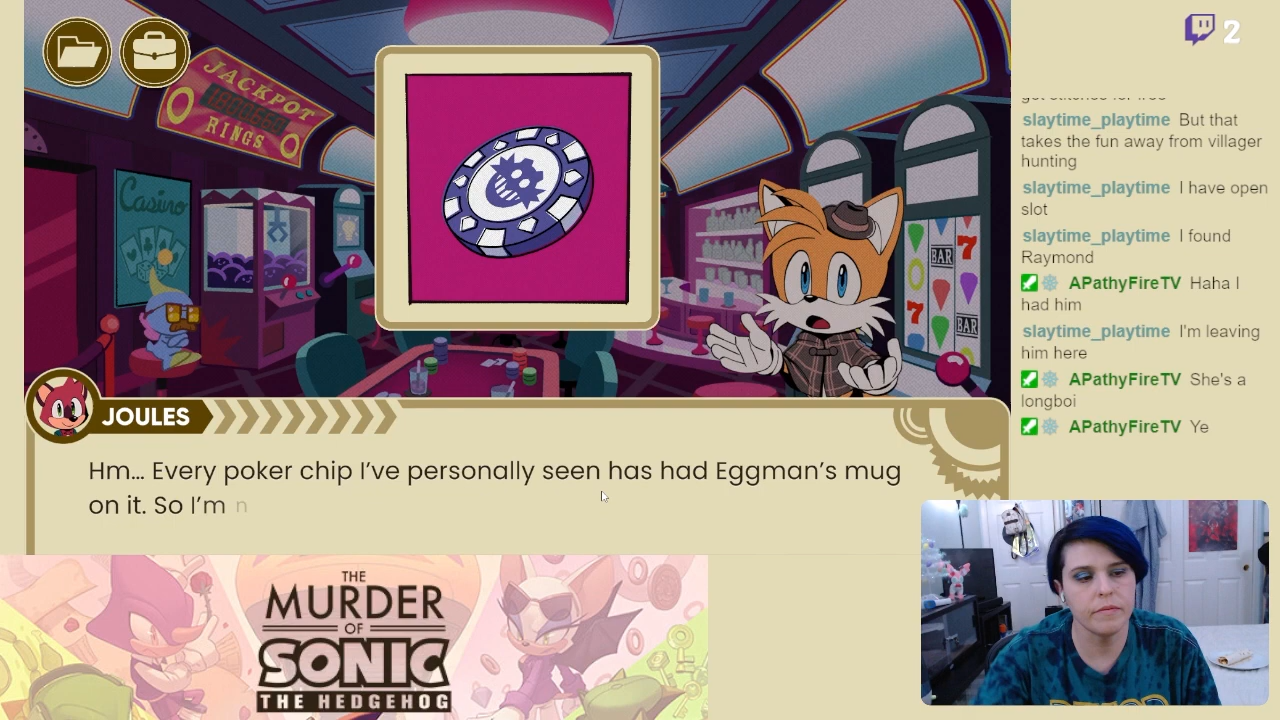 JACKPOT
RINGS
Casino
BAR
7
7
BAR
JOULES
Hm... Every poker chip I've personally seen has had Eggman's mug
on it. So I'm n
THE
MURDER
OF
SONIC
THE HEDGEHOG
2
slaytime_playtime But that
takes the fun away from villager
hunting
slaytime_playtime I have open
slot
slaytime_playtime I found
Raymond
APathyFireTV Haha I
had him
slaytime_playtime I'm leaving
him here
APathyFireTV She's a
longboi
APathyFireTV Ye